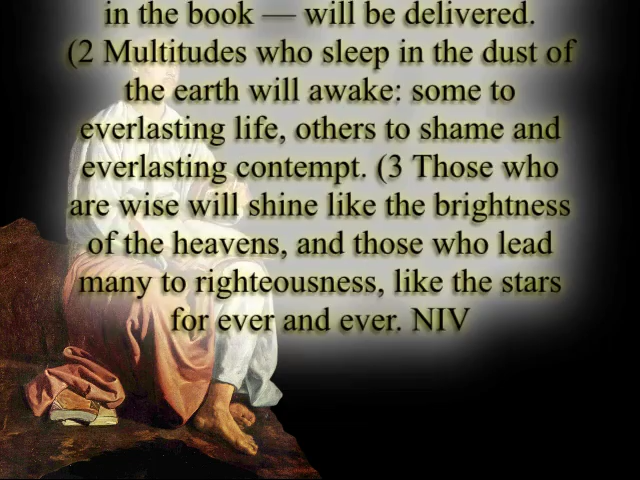 in the book — will be delivered.
(2 Multitudes who sleep in the dust of
the earth will awake: some to
everlasting life, others to shame and
everlasting contempt. (3 Those who
are wise will shine like the brightness
of the heavens, and those who lead
many to righteousness, like the stars
for ever and ever. NIV